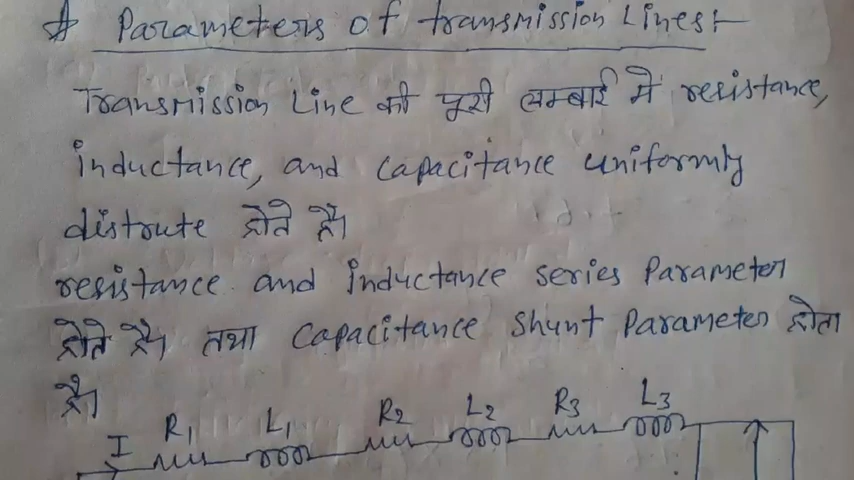 # Parameters of transmission Lines:-
Transmission Line की पूरी लम्बाई में resistance,
inductance, and capacitance uniformly
distrute होते है।
resistance and inductance series Parameter
होते है। तथा capacitance shunt Parameter होता
है।
I R1 L1 R2 L2 R3 L3